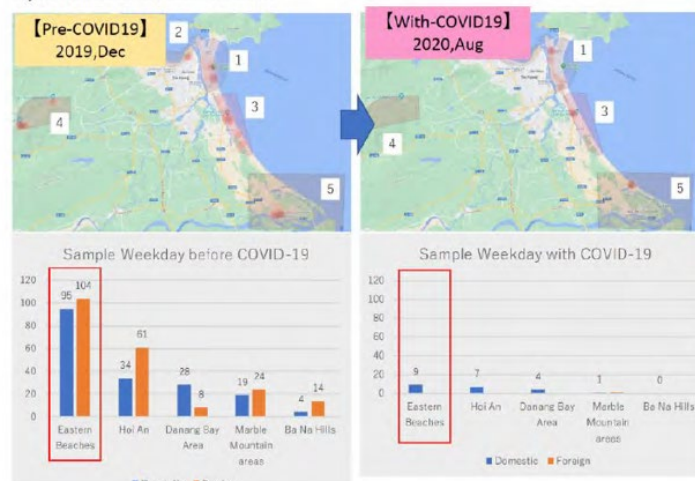 【Pre-COVID19】
2019,Dec
2
1
3
4
5
【With-COVID19】
2020,Aug
1
3
4
5
Sample Weekday before COVID-19
120
100
80
60
40
20
0
95
104
34
61
28
8
19
24
4
14
Eastern
Beaches
Hoi An
Danang Bay
Area
Marble
Mountain
areas
Ba Na Hills
Sample Weekday with COVID-19
120
100
80
60
40
20
0
9
7
4
1
0
Eastern
Beaches
Hoi An
Danang Bay
Area
Marble
Mountain
areas
Ba Na Hills
Domestic
Foreign